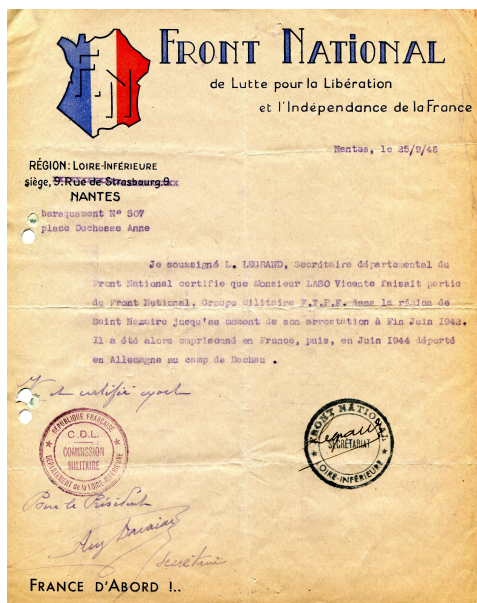 FN
FRONT NATIONAL
de Lutte pour la Libération
et l'Indépendance de la France
Nantes, le 25/9/46
RÉGION: LOIRE-INFÉRIEURE
siège, 9. Rue de Strasbourg. 9
NANTES
baraquement N° 507
place Duchesse Anne
Je soussigné L. LEGRAND, Secrétaire départemental du
Front National certifie que Monsieur LASO Vicente faisait partie
du Front National, Groupe Militaire F.T.P.F. dans la région de
Saint Nazaire jusqu'au moment de son arrestation à Fin Juin 1942.
Il a été alors emprisonné en France, puis, en Juin 1944 déporté
en Allemagne au camp de Dachau .
Vu et certifié exact
RÉPUBLIQUE FRANÇAISE
C.D.L.
COMMISSION
MILITAIRE
DÉPARTEMENT de la LOIRE-INFÉRIEURE
FRONT NATIONAL
SECRÉTARIAT
LOIRE-INFÉRIEURE
Pour le Président
secrétaire
FRANCE D'ABORD !..